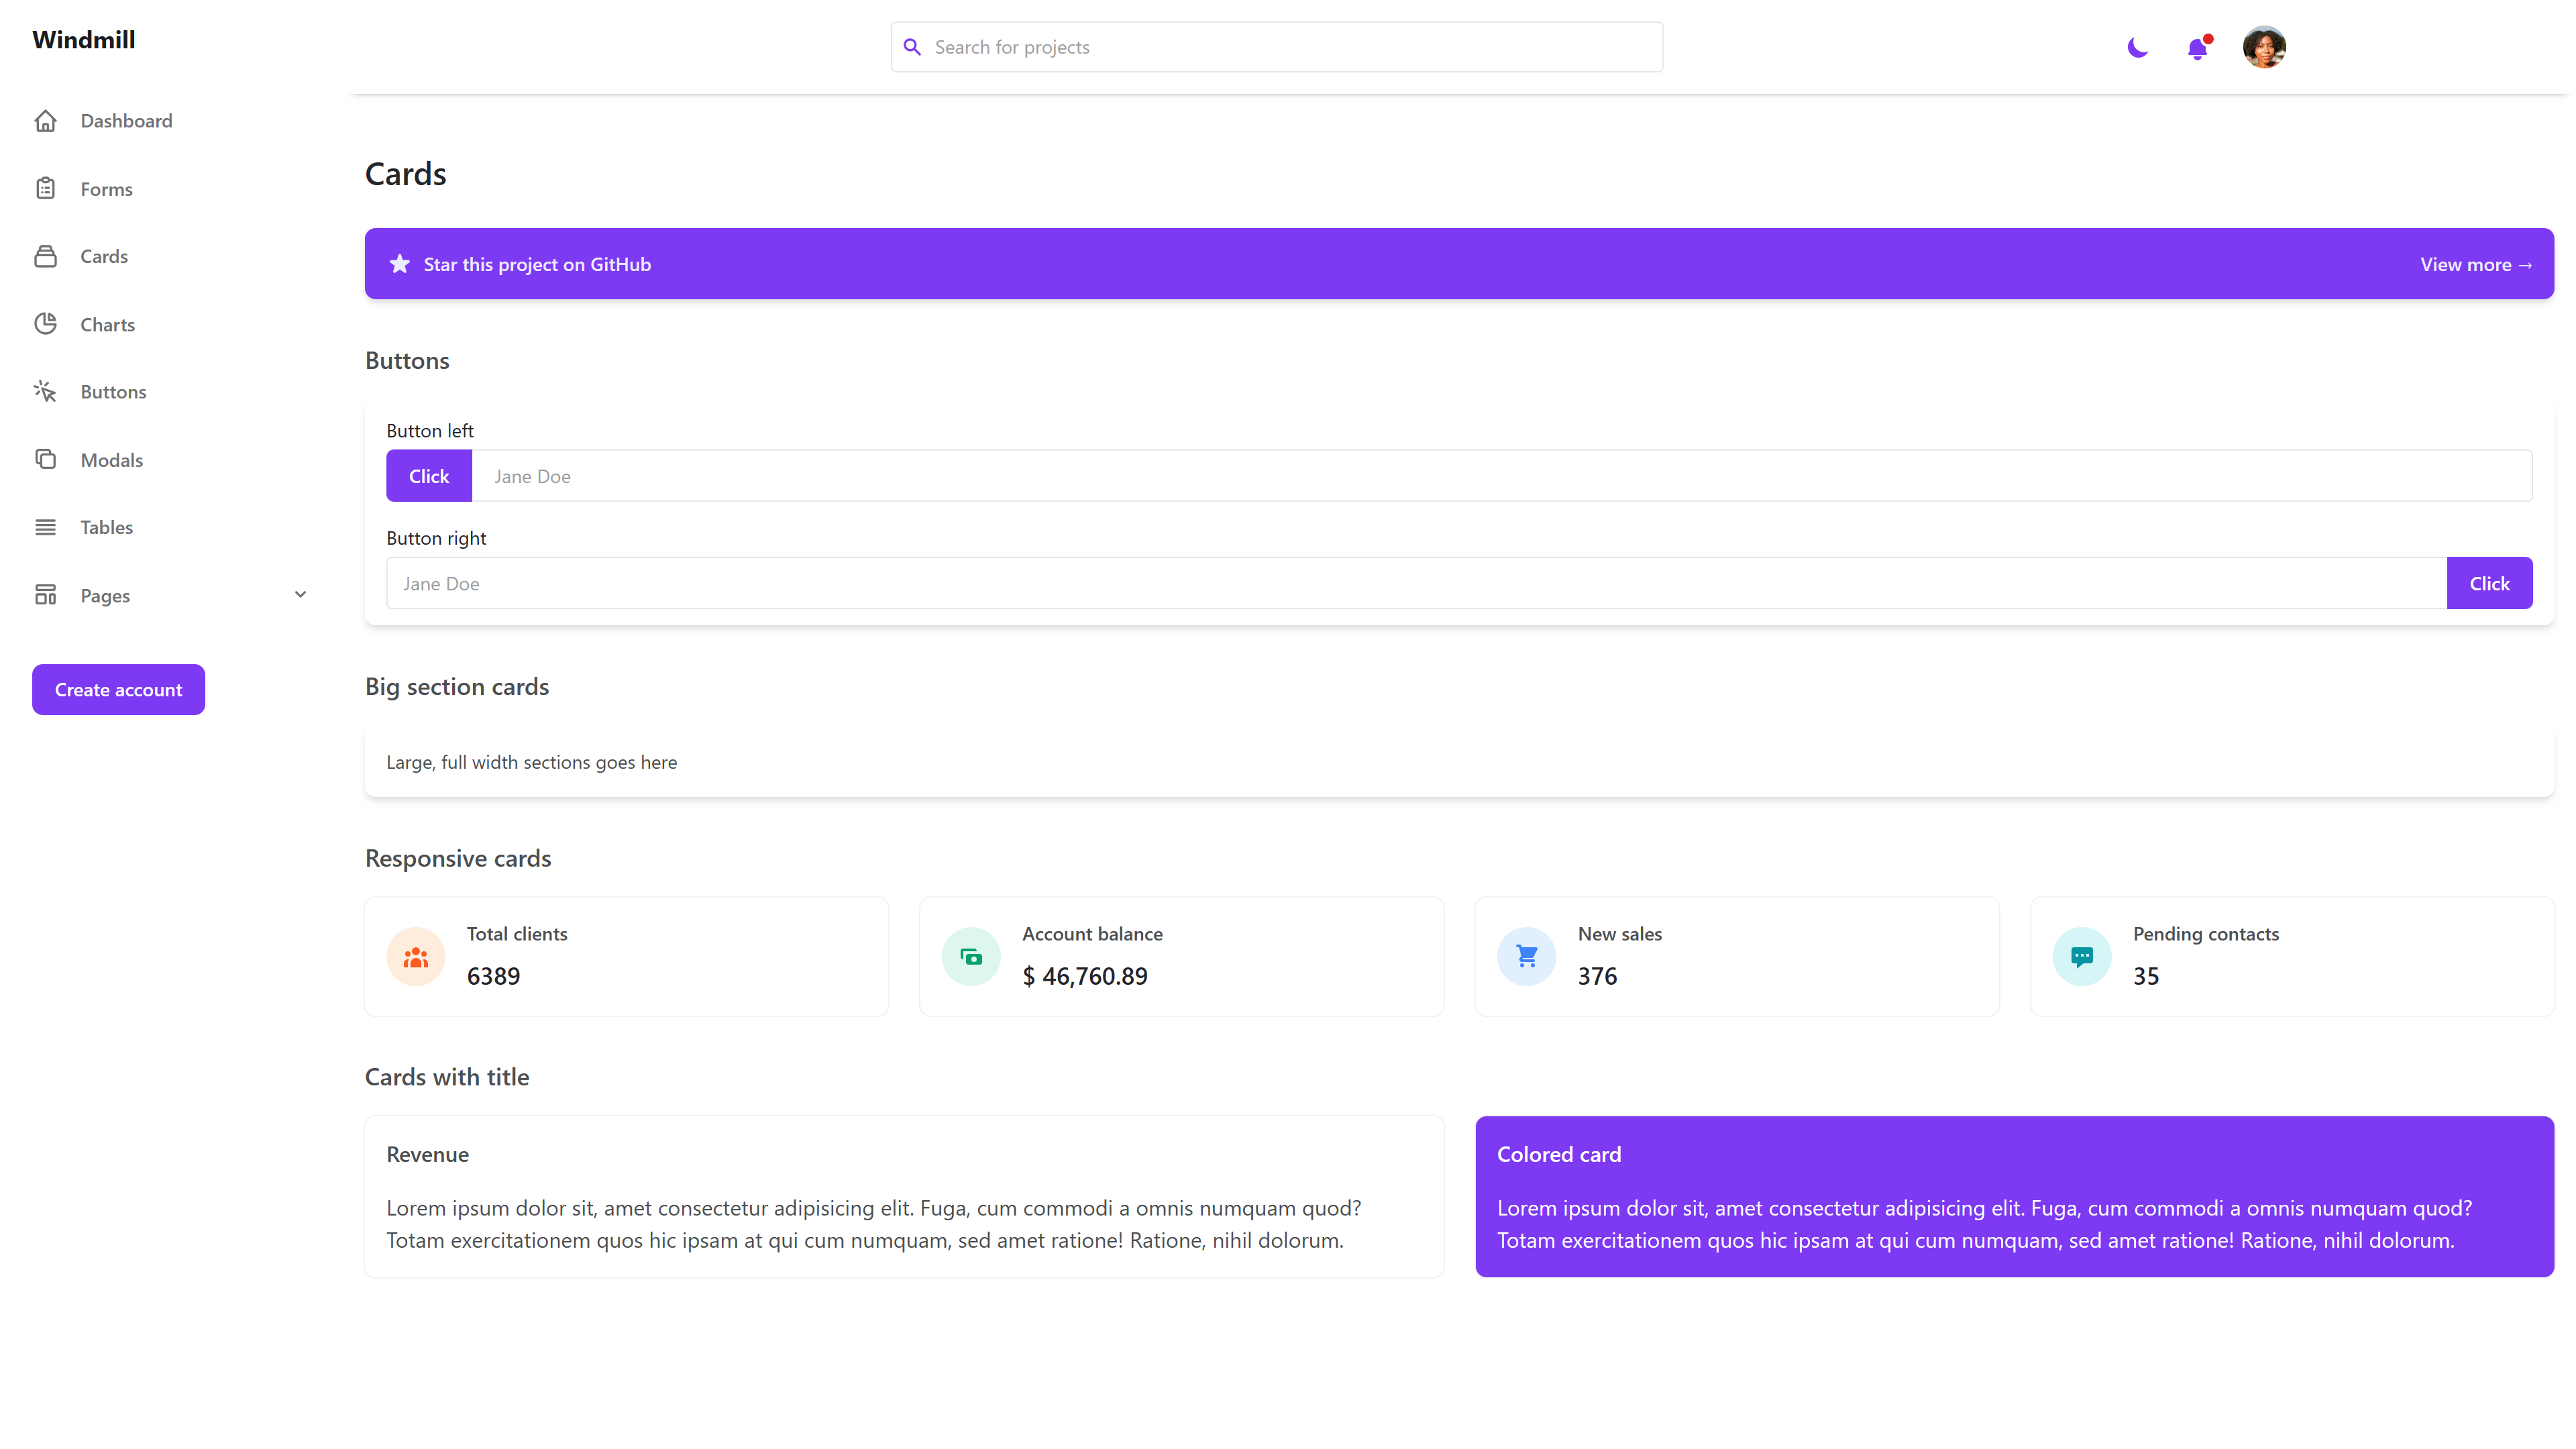 Windmill
Search for projects
Dashboard
Forms
Cards
Charts
Buttons
Modals
Tables
Pages
Create account
Cards
Star this project on GitHub
View more →
Buttons
Button left
Click
Jane Doe
Button right
Jane Doe
Click
Big section cards
Large, full width sections goes here
Responsive cards
Total clients
6389
Account balance
$ 46,760.89
New sales
376
Pending contacts
35
Cards with title
Revenue
Lorem ipsum dolor sit, amet consectetur adipisicing elit. Fuga, cum commodi a omnis numquam quod?
Totam exercitationem quos hic ipsam at qui cum numquam, sed amet ratione! Ratione, nihil dolorum.
Colored card
Lorem ipsum dolor sit, amet consectetur adipisicing elit. Fuga, cum commodi a omnis numquam quod?
Totam exercitationem quos hic ipsam at qui cum numquam, sed amet ratione! Ratione, nihil dolorum.